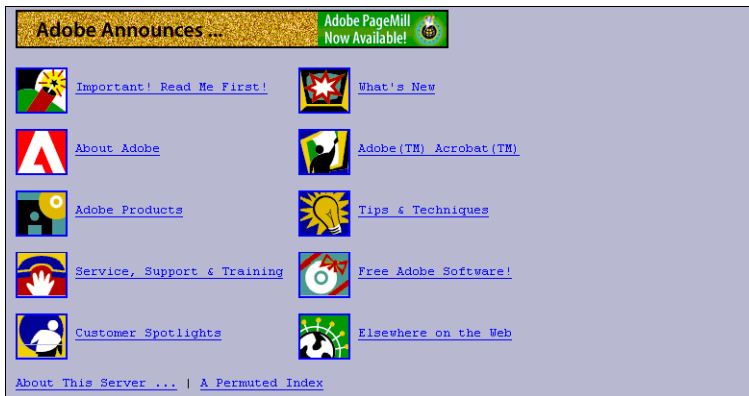 Adobe Announces ...
Adobe PageMill
Now Available!
Important! Read Me First!
What's New
About Adobe
Adobe(TM) Acrobat(TM)
Adobe Products
Tips & Techniques
Service, Support & Training
Free Adobe Software!
Customer Spotlights
Elsewhere on the Web
About This Server ... | A Permuted Index